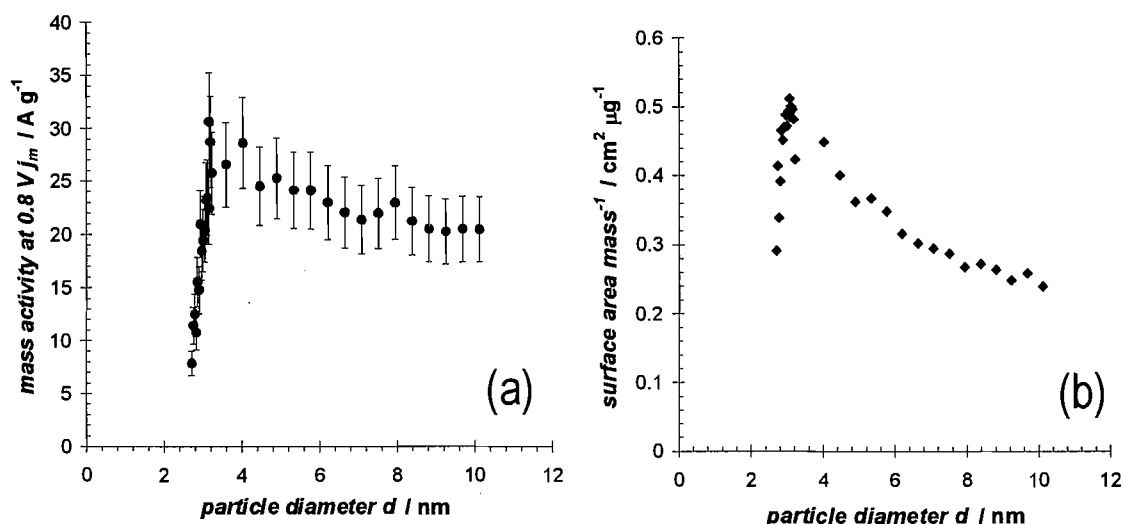 40
35
30
25
20
15
10
5
0
mass activity at 0.8 V j_m / A g⁻¹
0 2 4 6 8 10 12
particle diameter d / nm
(a)
0.6
0.5
0.4
0.3
0.2
0.1
0
surface area mass⁻¹ / cm² μg⁻¹
0 2 4 6 8 10 12
particle diameter d / nm
(b)